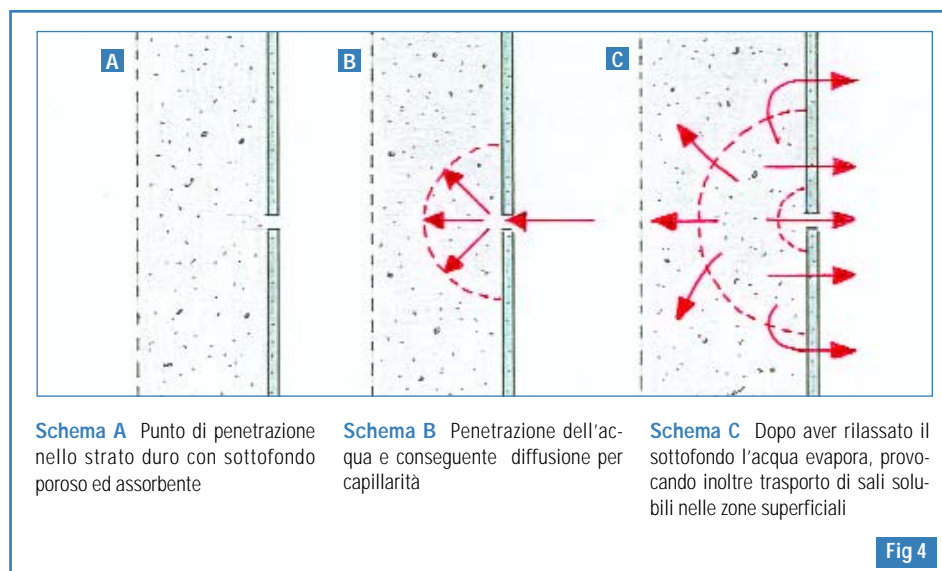 A
B
C
Schema A Punto di penetrazione
nello strato duro con sottofondo
poroso ed assorbente
Schema B Penetrazione dell'ac-
qua e conseguente diffusione per
capillarità
Schema C Dopo aver rilassato il
sottofondo l'acqua evapora, provo-
cando inoltre trasporto di sali solu-
bili nelle zone superficiali
Fig 4